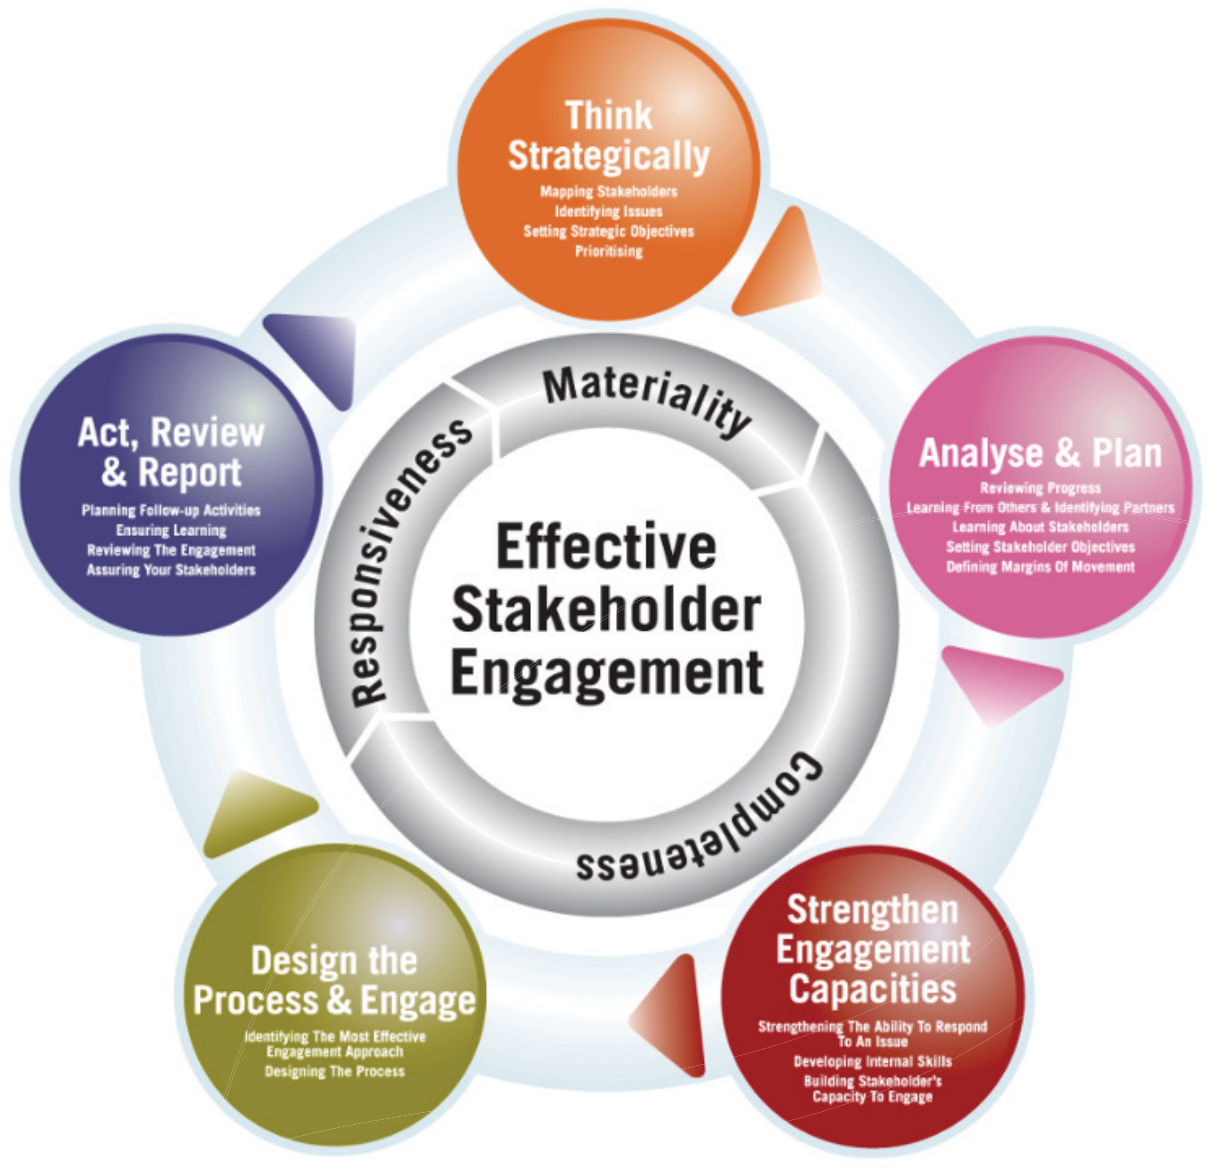 Think
Strategically
Mapping Stakeholders
Identifying Issues
Setting Strategic Objectives
Prioritising
Analyse & Plan
Reviewing Progress
Learning From Others & Identifying Partners
Learning About Stakeholders
Setting Stakeholder Objectives
Defining Margins Of Movement
Strengthen
Engagement
Capacities
Strengthening The Ability To Respond
To An Issue
Developing Internal Skills
Building Stakeholder's
Capacity To Engage
Design the
Process & Engage
Identifying The Most Effective
Engagement Approach
Designing The Process
Act, Review
& Report
Planning Follow-up Activities
Ensuring Learning
Reviewing The Engagement
Assuring Your Stakeholders
Materiality
Completeness
Responsiveness
Effective
Stakeholder
Engagement